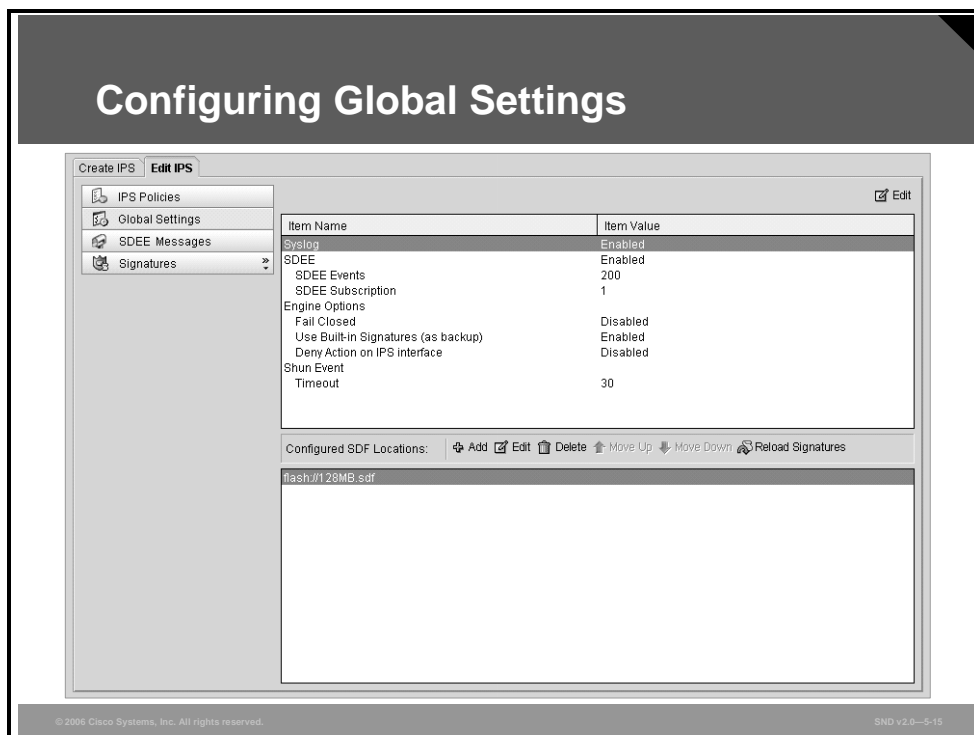 Configuring Global Settings
Create IPS Edit IPS
IPS Policies
Global Settings
SDEE Messages
Signatures »
Edit
Item Name Item Value
Syslog Enabled
SDEE Enabled
SDEE Events 200
SDEE Subscription 1
Engine Options
Fail Closed Disabled
Use Built-in Signatures (as backup) Enabled
Deny Action on IPS interface Disabled
Shun Event
Timeout 30
Configured SDF Locations: Add Edit Delete Move Up Move Down Reload Signatures
flash://128MB.sdf
© 2006 Cisco Systems, Inc. All rights reserved. SND v2.0—5-15